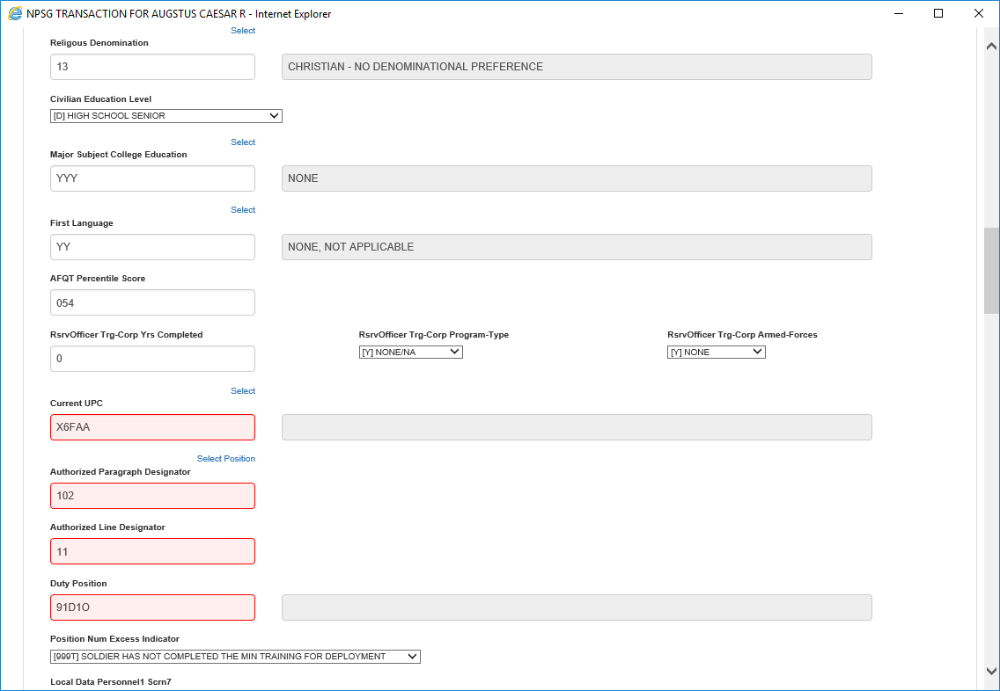 NPSG TRANSACTION FOR AUGSTUS CAESAR R - Internet Explorer
Select
Religous Denomination
13 CHRISTIAN - NO DENOMINATIONAL PREFERENCE
Civilian Education Level
[D] HIGH SCHOOL SENIOR
Select
Major Subject College Education
YYY NONE
Select
First Language
YY NONE, NOT APPLICABLE
AFQT Percentile Score
054
RsrvOfficer Trg-Corp Yrs Completed RsrvOfficer Trg-Corp Program-Type RsrvOfficer Trg-Corp Armed-Forces
0 [Y] NONE/NA [Y] NONE
Select
Current UPC
X6FAA
Select Position
Authorized Paragraph Designator
102
Authorized Line Designator
11
Duty Position
91D1O
Position Num Excess Indicator
[999T] SOLDIER HAS NOT COMPLETED THE MIN TRAINING FOR DEPLOYMENT
Local Data Personnel1 Scrn7